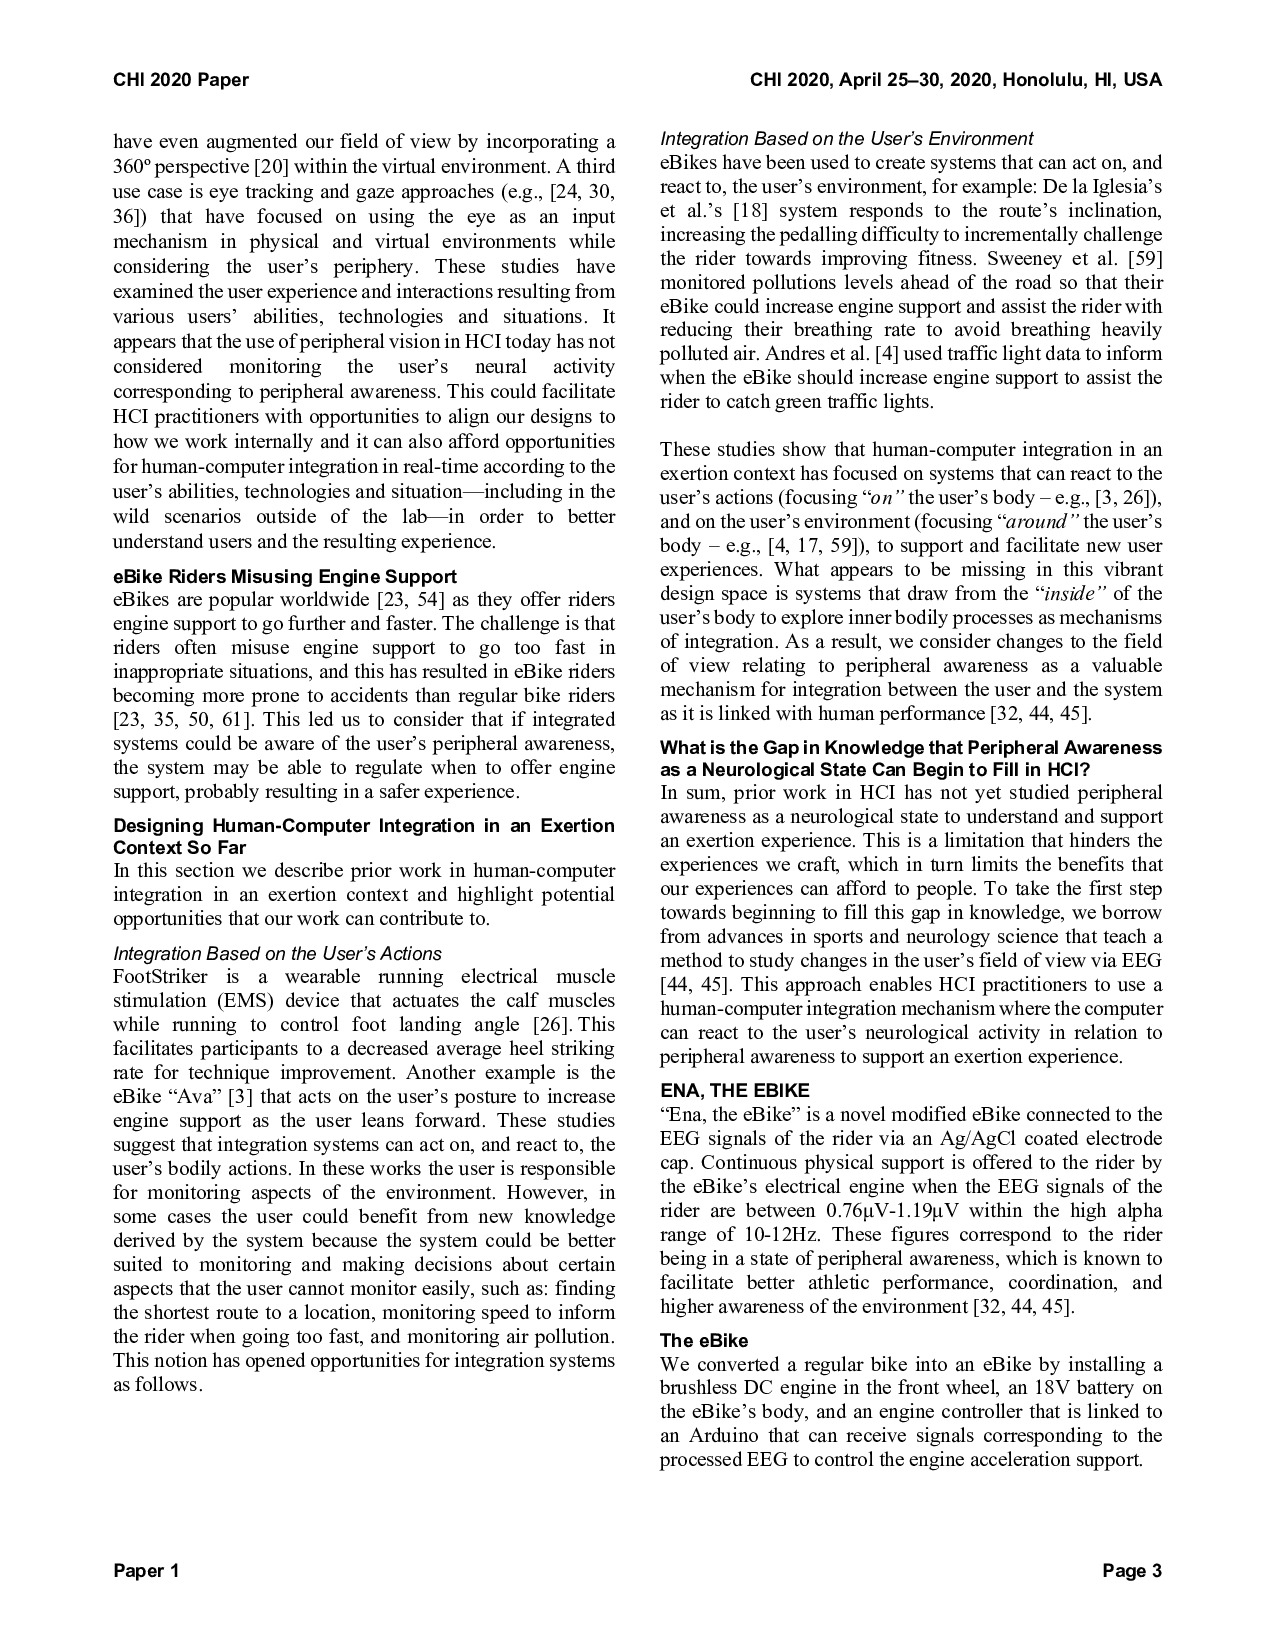 CHI 2020 Paper
CHI 2020, April 25–30, 2020, Honolulu, HI, USA
have even augmented our field of view by incorporating a
360º perspective [20] within the virtual environment. A third
use case is eye tracking and gaze approaches (e.g., [24, 30,
36]) that have focused on using the eye as an input
mechanism in physical and virtual environments while
considering the user’s periphery. These studies have
examined the user experience and interactions resulting from
various users’ abilities, technologies and situations. It
appears that the use of peripheral vision in HCI today has not
considered monitoring the user’s neural activity
corresponding to peripheral awareness. This could facilitate
HCI practitioners with opportunities to align our designs to
how we work internally and it can also afford opportunities
for human-computer integration in real-time according to the
user’s abilities, technologies and situation—including in the
wild scenarios outside of the lab—in order to better
understand users and the resulting experience.
eBike Riders Misusing Engine Support
eBikes are popular worldwide [23, 54] as they offer riders
engine support to go further and faster. The challenge is that
riders often misuse engine support to go too fast in
inappropriate situations, and this has resulted in eBike riders
becoming more prone to accidents than regular bike riders
[23, 35, 50, 61]. This led us to consider that if integrated
systems could be aware of the user’s peripheral awareness,
the system may be able to regulate when to offer engine
support, probably resulting in a safer experience.
Designing Human-Computer Integration in an Exertion
Context So Far
In this section we describe prior work in human-computer
integration in an exertion context and highlight potential
opportunities that our work can contribute to.
Integration Based on the User’s Actions
FootStriker is a wearable running electrical muscle
stimulation (EMS) device that actuates the calf muscles
while running to control foot landing angle [26]. This
facilitates participants to a decreased average heel striking
rate for technique improvement. Another example is the
eBike “Ava” [3] that acts on the user’s posture to increase
engine support as the user leans forward. These studies
suggest that integration systems can act on, and react to, the
user’s bodily actions. In these works the user is responsible
for monitoring aspects of the environment. However, in
some cases the user could benefit from new knowledge
derived by the system because the system could be better
suited to monitoring and making decisions about certain
aspects that the user cannot monitor easily, such as: finding
the shortest route to a location, monitoring speed to inform
the rider when going too fast, and monitoring air pollution.
This notion has opened opportunities for integration systems
as follows.
Integration Based on the User’s Environment
eBikes have been used to create systems that can act on, and
react to, the user’s environment, for example: De la Iglesia’s
et al.’s [18] system responds to the route’s inclination,
increasing the pedalling difficulty to incrementally challenge
the rider towards improving fitness. Sweeney et al. [59]
monitored pollutions levels ahead of the road so that their
eBike could increase engine support and assist the rider with
reducing their breathing rate to avoid breathing heavily
polluted air. Andres et al. [4] used traffic light data to inform
when the eBike should increase engine support to assist the
rider to catch green traffic lights.
These studies show that human-computer integration in an
exertion context has focused on systems that can react to the
user’s actions (focusing “on” the user’s body – e.g., [3, 26]),
and on the user’s environment (focusing “around” the user’s
body – e.g., [4, 17, 59]), to support and facilitate new user
experiences. What appears to be missing in this vibrant
design space is systems that draw from the “inside” of the
user’s body to explore inner bodily processes as mechanisms
of integration. As a result, we consider changes to the field
of view relating to peripheral awareness as a valuable
mechanism for integration between the user and the system
as it is linked with human performance [32, 44, 45].
What is the Gap in Knowledge that Peripheral Awareness
as a Neurological State Can Begin to Fill in HCI?
In sum, prior work in HCI has not yet studied peripheral
awareness as a neurological state to understand and support
an exertion experience. This is a limitation that hinders the
experiences we craft, which in turn limits the benefits that
our experiences can afford to people. To take the first step
towards beginning to fill this gap in knowledge, we borrow
from advances in sports and neurology science that teach a
method to study changes in the user’s field of view via EEG
[44, 45]. This approach enables HCI practitioners to use a
human-computer integration mechanism where the computer
can react to the user’s neurological activity in relation to
peripheral awareness to support an exertion experience.
ENA, THE EBIKE
“Ena, the eBike” is a novel modified eBike connected to the
EEG signals of the rider via an Ag/AgCl coated electrode
cap. Continuous physical support is offered to the rider by
the eBike’s electrical engine when the EEG signals of the
rider are between 0.76µV-1.19µV within the high alpha
range of 10-12Hz. These figures correspond to the rider
being in a state of peripheral awareness, which is known to
facilitate better athletic performance, coordination, and
higher awareness of the environment [32, 44, 45].
The eBike
We converted a regular bike into an eBike by installing a
brushless DC engine in the front wheel, an 18V battery on
the eBike’s body, and an engine controller that is linked to
an Arduino that can receive signals corresponding to the
processed EEG to control the engine acceleration support.
Paper 1
Page 3